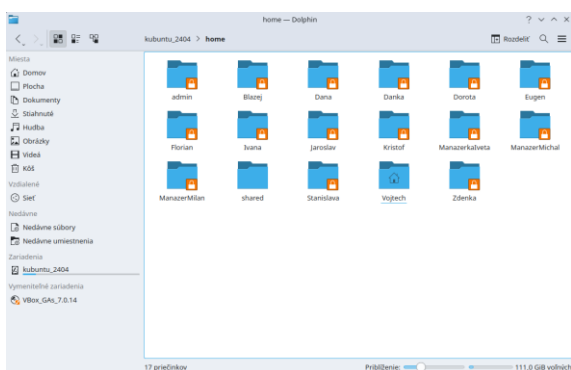 home — Dolphin
kubuntu_2404 > home
Rozdeliť
Miesta
Domov
Plocha
Dokumenty
Stiahnuté
Hudba
Obrázky
Videá
Kôš
Vzdialené
Sieť
Nedávne
Nedávne súbory
Nedávne umiestnenia
Zariadenia
kubuntu_2404
Vymeniteľné zariadenia
VBox_GAs_7.0.14
admin Blazej Dana Danka Dorota Eugen
Florian Ivana Jaroslav Kristof ManazerkaIveta ManazerMichal
ManazerMilan shared Stanislava Vojtech Zdenka
17 priečinkov Priblíženie: 111,0 GiB voľných